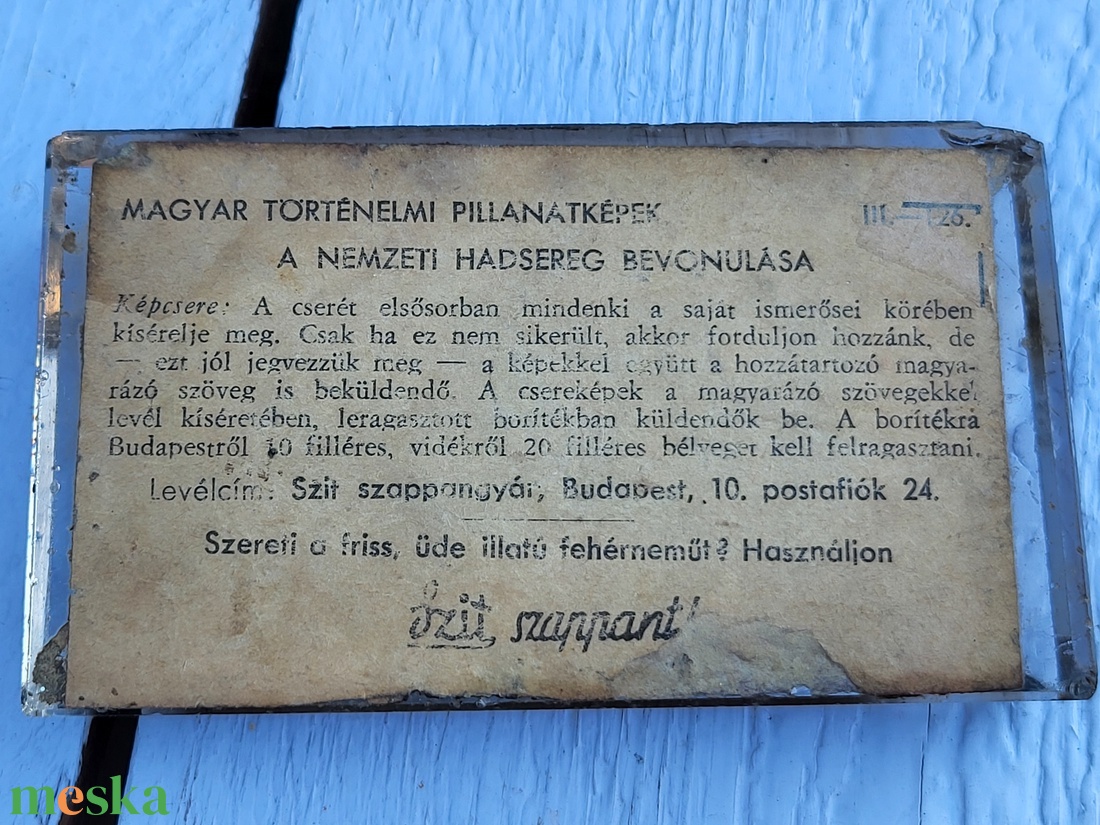 MAGYAR TÖRTÉNELMI PILLANATKÉPEK III.—126.
A NEMZETI HADSEREG BEVONULÁSA
Képcsere: A cserét elsősorban mindenki a saját ismerősei körében
kísérelje meg. Csak ha ez nem sikerült, akkor forduljon hozzánk, de
— ezt jól jegyezzük meg — a képekkel együtt a hozzátartozó magya-
rázó szöveg is beküldendő. A csereképek a magyarázó szövegekkel
levél kíséretében, leragasztott borítékban küldendők be. A borítékra
Budapestről 10 filléres, vidékről 20 filléres bélyeget kell felragasztani.
Levélcím: Szit szappangyár, Budapest, 10. postafiók 24.
Szereti a friss, üde illatú fehérneműt? Használjon
Szit szappant!
meska